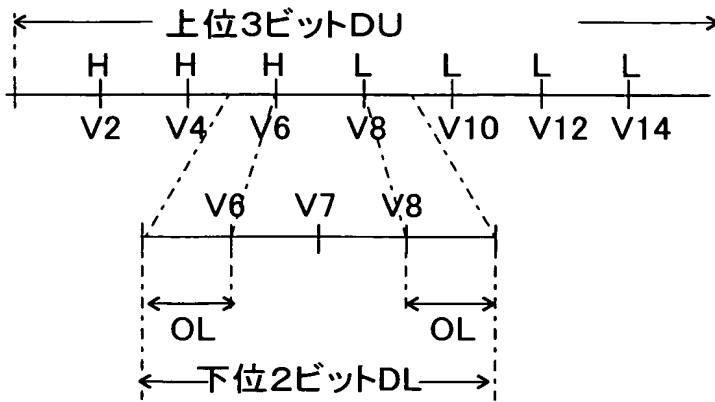 上位3ビットDU
H H H L L L L
V2 V4 V6 V8 V10 V12 V14
V6 V7 V8
OL OL
下位2ビットDL